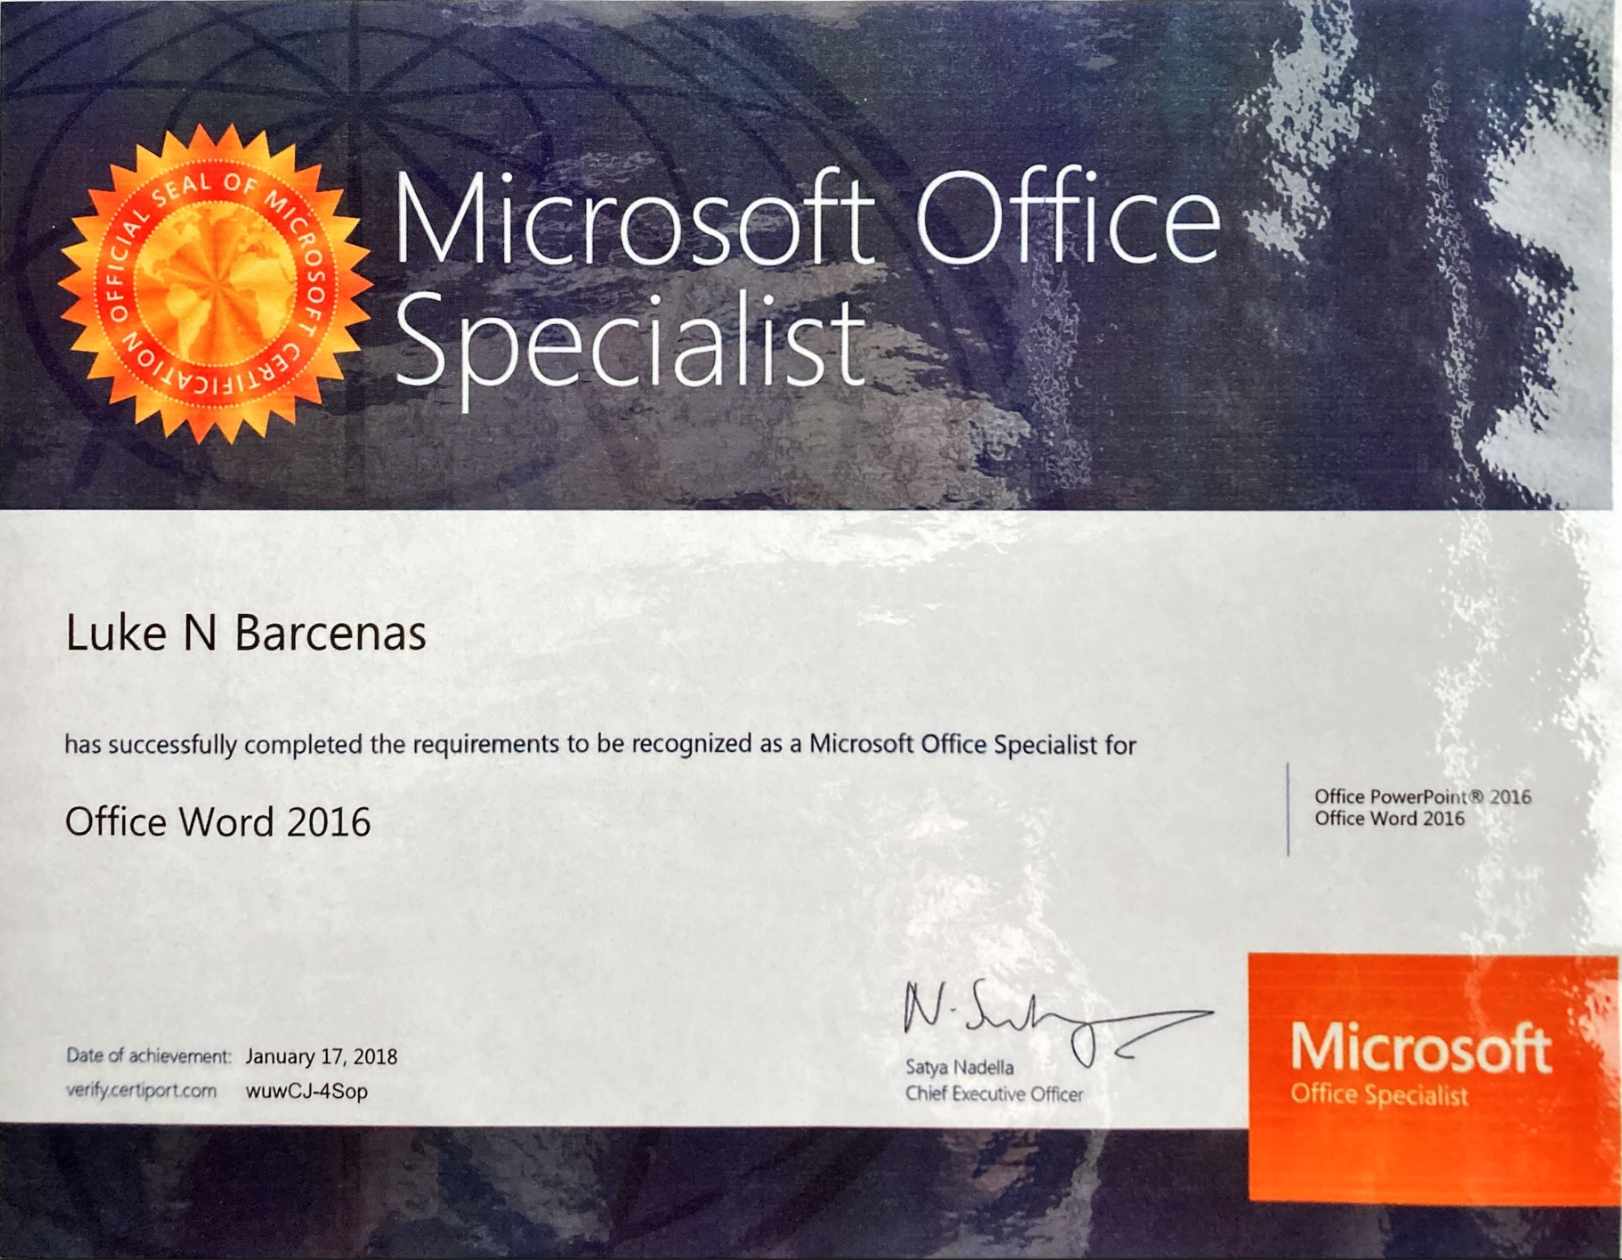 OFFICIAL SEAL OF MICROSOFT CERTIFICATION
Microsoft Office
Specialist
Luke N Barcenas
has successfully completed the requirements to be recognized as a Microsoft Office Specialist for
Office Word 2016
Office PowerPoint® 2016
Office Word 2016
N. Satya
Satya Nadella
Chief Executive Officer
Date of achievement: January 17, 2018
verify.certiport.com wuwCJ-4Sop
Microsoft
Office Specialist